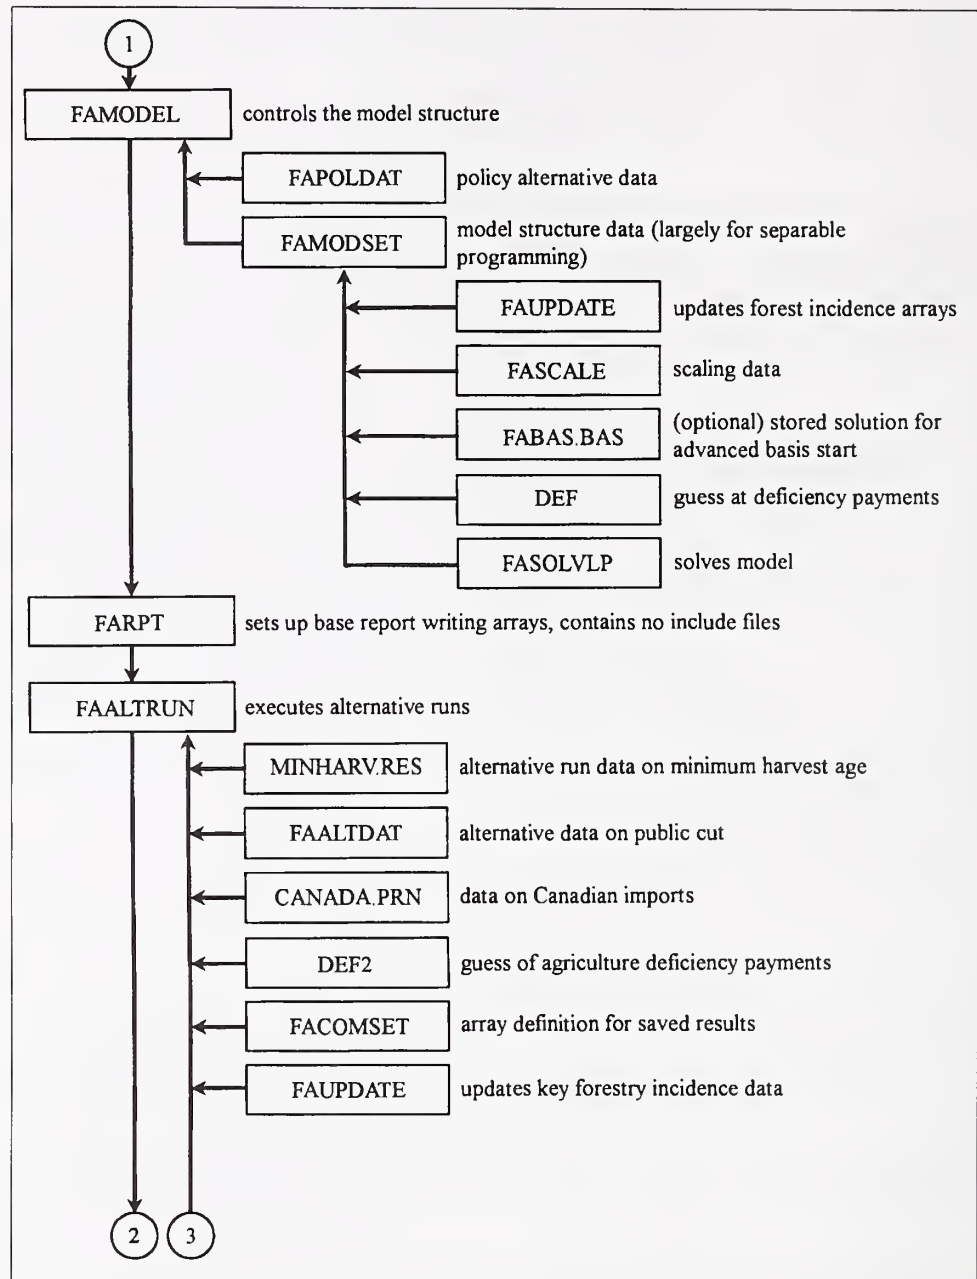 1
FAMODEL controls the model structure
FAPOLDAT policy alternative data
FAMODSET model structure data (largely for separable
programming)
FAUPDATE updates forest incidence arrays
FASCALE scaling data
FABAS.BAS (optional) stored solution for
advanced basis start
DEF guess at deficiency payments
FASOLVLP solves model
FARPT sets up base report writing arrays, contains no include files
FAALTRUN executes alternative runs
MINHARV.RES alternative run data on minimum harvest age
FAALTDAT alternative data on public cut
CANADA.PRN data on Canadian imports
DEF2 guess of agriculture deficiency payments
FACOMSET array definition for saved results
FAUPDATE updates key forestry incidence data
2 3